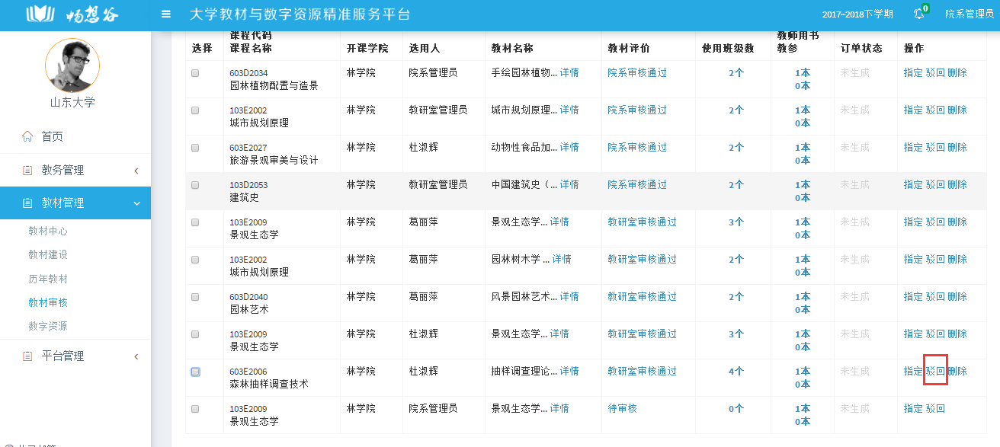 畅想谷
大学教材与数字资源精准服务平台
2017~2018下学期
0
院系管理员
山东大学
首页
教务管理
教材管理
教材中心
教材建设
历年教材
教材审核
数字资源
平台管理
选择
课程代码
课程名称
开课学院
选用人
教材名称
教材评价
使用班级数
教师用书
教参
订单状态
操作
603D2034
园林植物配置与造景
林学院
院系管理员
手绘园林植物... 详情
院系审核通过
2个
1本
0本
未生成
指定 驳回 删除
103E2002
城市规划原理
林学院
教研室管理员
城市规划原理... 详情
院系审核通过
2个
1本
0本
未生成
指定 驳回 删除
603E2027
旅游景观审美与设计
林学院
杜淑辉
动物性食品加... 详情
院系审核通过
2个
1本
0本
未生成
指定 驳回 删除
103D2053
建筑史
林学院
教研室管理员
中国建筑史（... 详情
院系审核通过
2个
1本
0本
未生成
指定 驳回 删除
103E2009
景观生态学
林学院
葛丽萍
景观生态学... 详情
教研室审核通过
3个
1本
0本
未生成
指定 驳回 删除
103E2002
城市规划原理
林学院
葛丽萍
园林树木学 ... 详情
教研室审核通过
2个
1本
0本
未生成
指定 驳回 删除
603D2040
园林艺术
林学院
葛丽萍
风景园林艺术... 详情
教研室审核通过
2个
1本
0本
未生成
指定 驳回 删除
103E2009
景观生态学
林学院
杜淑辉
景观生态学... 详情
教研室审核通过
3个
1本
0本
未生成
指定 驳回 删除
603E2006
森林抽样调查技术
林学院
杜淑辉
抽样调查理论... 详情
教研室审核通过
4个
1本
0本
未生成
指定 驳回 删除
103E2009
景观生态学
林学院
院系管理员
景观生态学... 详情
待审核
0个
1本
0本
未生成
指定 驳回